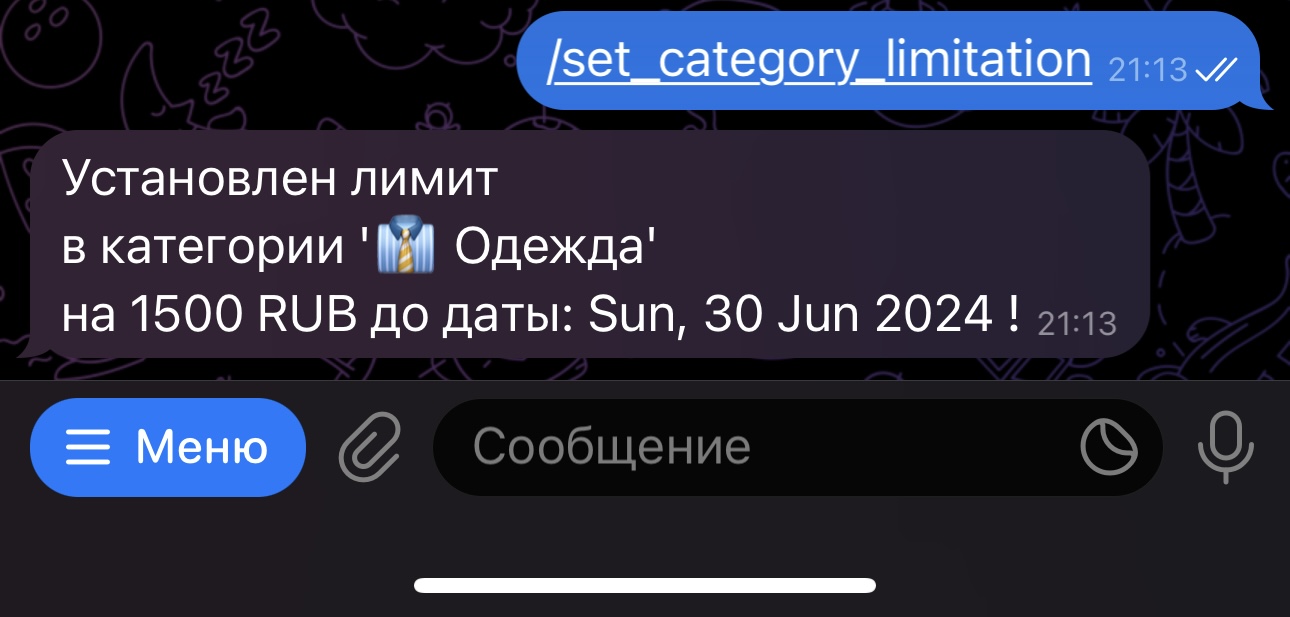 /set_category_limitation 21:13
Установлен лимит
в категории '👔 Одежда'
на 1500 RUB до даты: Sun, 30 Jun 2024 ! 21:13
Меню
Сообщение